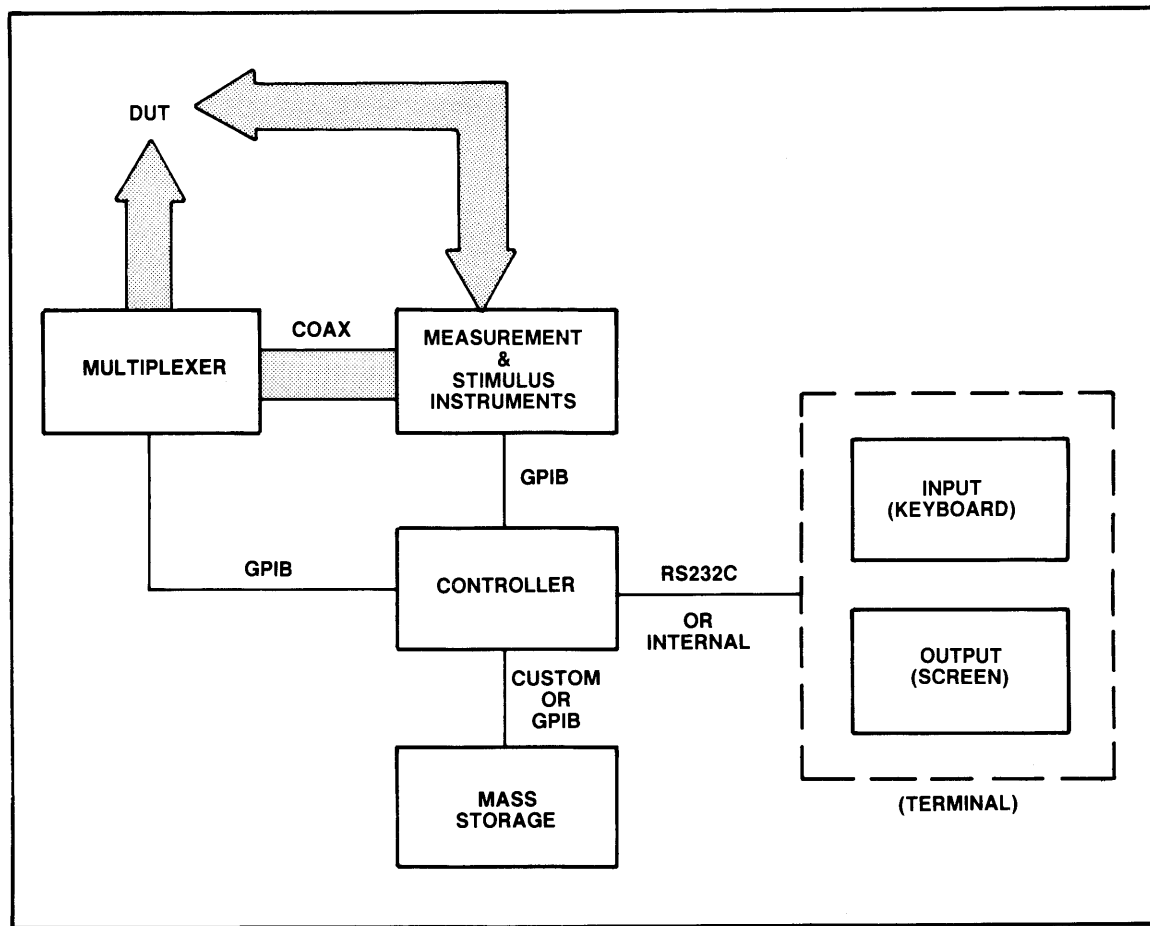 DUT
MULTIPLEXER
COAX
MEASUREMENT
&
STIMULUS
INSTRUMENTS
GPIB
GPIB
CONTROLLER
RS232C
OR
INTERNAL
INPUT
(KEYBOARD)
OUTPUT
(SCREEN)
(TERMINAL)
CUSTOM
OR
GPIB
MASS
STORAGE